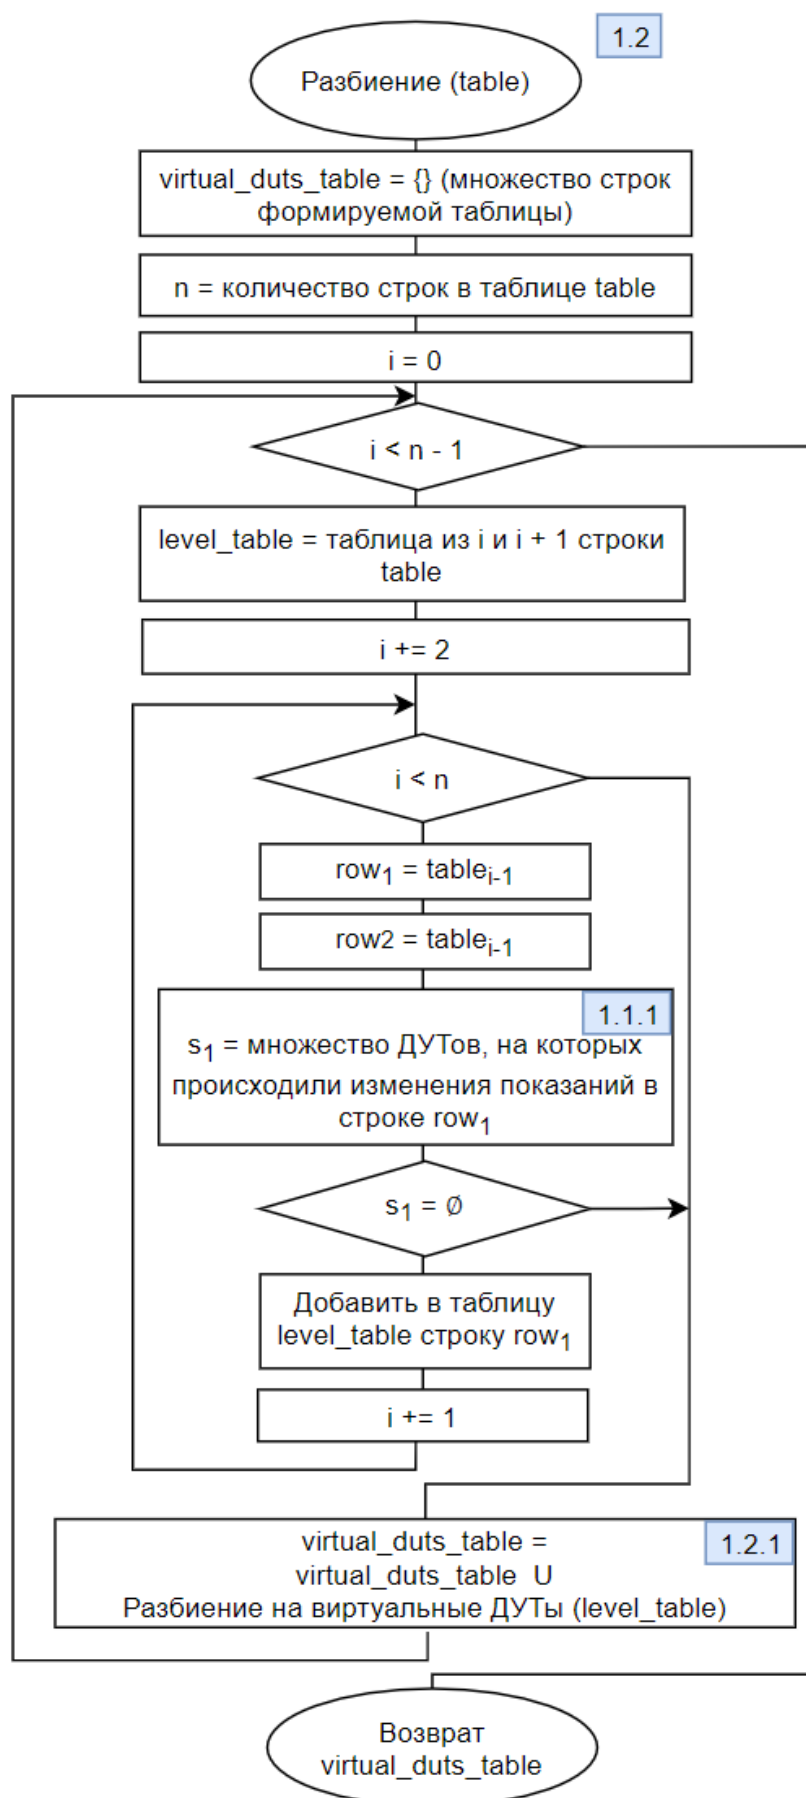 1.2
Разбиение (table)
virtual_duts_table = {} (множество строк
формируемой таблицы)
n = количество строк в таблице table
i = 0
i < n - 1
level_table = таблица из i и i + 1 строки
table
i += 2
i < n
row1 = tablei-1
row2 = tablei-1
1.1.1
s1 = множество ДУТов, на которых
происходили изменения показаний в
строке row1
s1 = ∅
Добавить в таблицу
level_table строку row1
i += 1
1.2.1
virtual_duts_table =
virtual_duts_table U
Разбиение на виртуальные ДУТы (level_table)
Возврат
virtual_duts_table